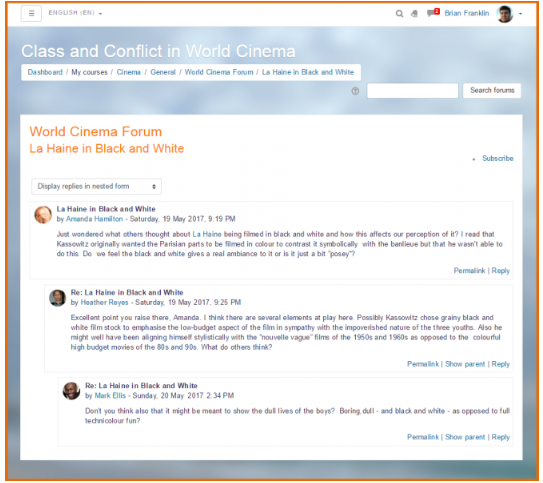 ENGLISH (EN)
2
Brian Franklin
Class and Conflict in World Cinema
Dashboard / My courses / Cinema / General / World Cinema Forum / La Haine in Black and White
Search forums
World Cinema Forum
La Haine in Black and White
Subscribe
Display replies in nested form
La Haine in Black and White
by Amanda Hamilton - Saturday, 19 May 2017, 9:19 PM
Just wondered what others thought about La Haine being filmed in black and white and how this affects our perception of it? I read that
Kassowitz originally wanted the Parisian parts to be filmed in colour to contrast it symbolically with the banlieue but that he wasn't able to
do this. Do we feel the black and white gives a real ambiance to it or is it just a bit "posey"?
Permalink | Reply
Re: La Haine in Black and White
by Heather Reyes - Saturday, 19 May 2017, 9:25 PM
Excellent point you raise there, Amanda. I think there are several elements at play here. Possibly Kassowitz chose grainy black and
white film stock to emphasise the low-budget aspect of the film in sympathy with the impoverished nature of the three youths. Also he
might well have been aligning himself stylistically with the "nouvelle vague" films of the 1950s and 1960s as opposed to the colourful
high budget movies of the 80s and 90s. What do others think?
Permalink | Show parent | Reply
Re: La Haine in Black and White
by Mark Ellis - Sunday, 20 May 2017 2:34 PM
Don't you think also that it might be meant to show the dull lives of the boys? Boring,dull - and black and white - as opposed to full
technicolour fun?
Permalink | Show parent | Reply